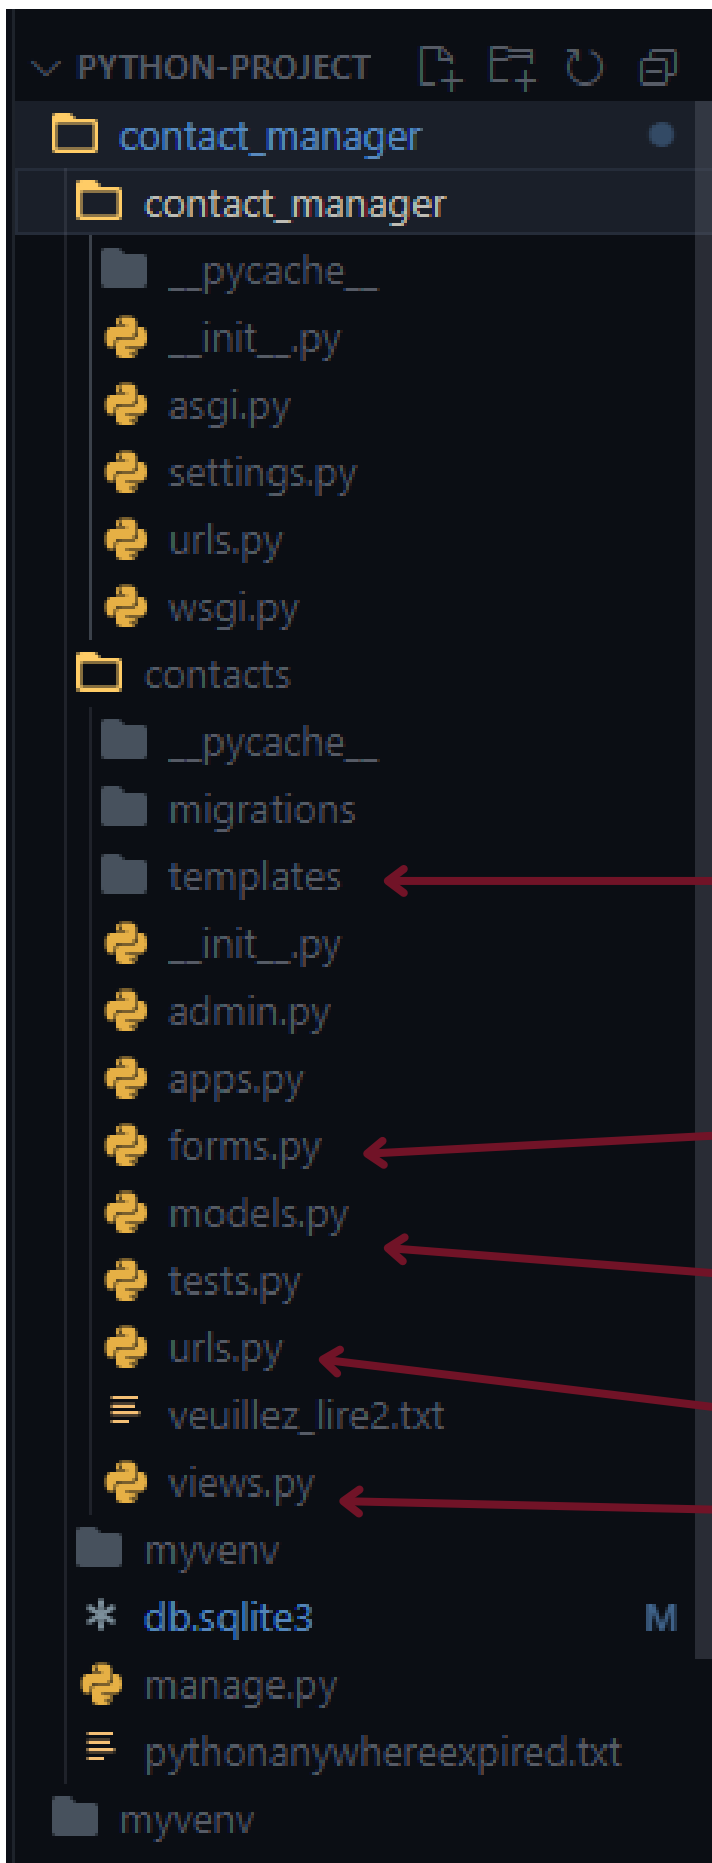 PYTHON-PROJECT
contact_manager
contact_manager
__pycache__
__init__.py
asgi.py
settings.py
urls.py
wsgi.py
contacts
__pycache__
migrations
templates
__init__.py
admin.py
apps.py
forms.py
models.py
tests.py
urls.py
veuillez_lire2.txt
views.py
myvenv
db.sqlite3 M
manage.py
pythonanywhereexpired.txt
myvenv